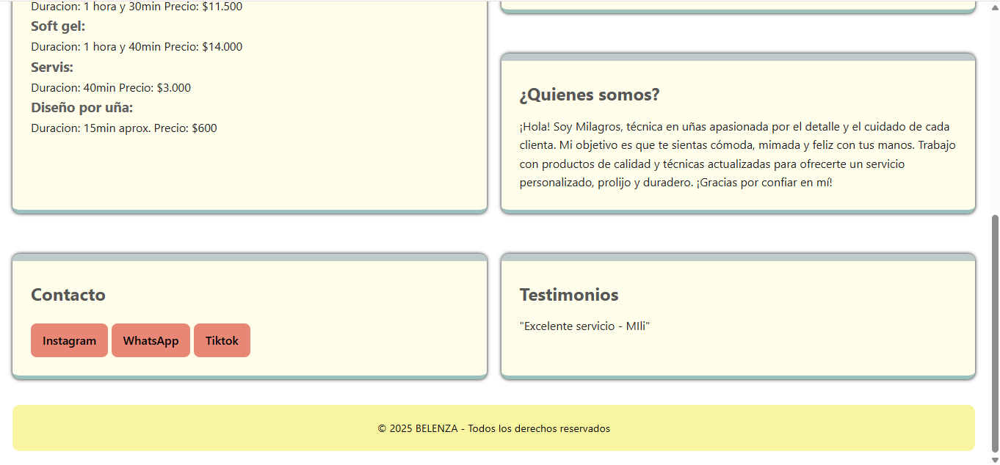 Duracion: 1 hora y 30min Precio: $11.500
Soft gel:
Duracion: 1 hora y 40min Precio: $14.000
Servis:
Duracion: 40min Precio: $3.000
Diseño por uña:
Duracion: 15min aprox. Precio: $600
¿Quienes somos?
¡Hola! Soy Milagros, técnica en uñas apasionada por el detalle y el cuidado de cada
clienta. Mi objetivo es que te sientas cómoda, mimada y feliz con tus manos. Trabajo
con productos de calidad y técnicas actualizadas para ofrecerte un servicio
personalizado, prolijo y duradero. ¡Gracias por confiar en mí!
Contacto
Instagram WhatsApp Tiktok
Testimonios
"Excelente servicio - MIli"
© 2025 BELENZA - Todos los derechos reservados